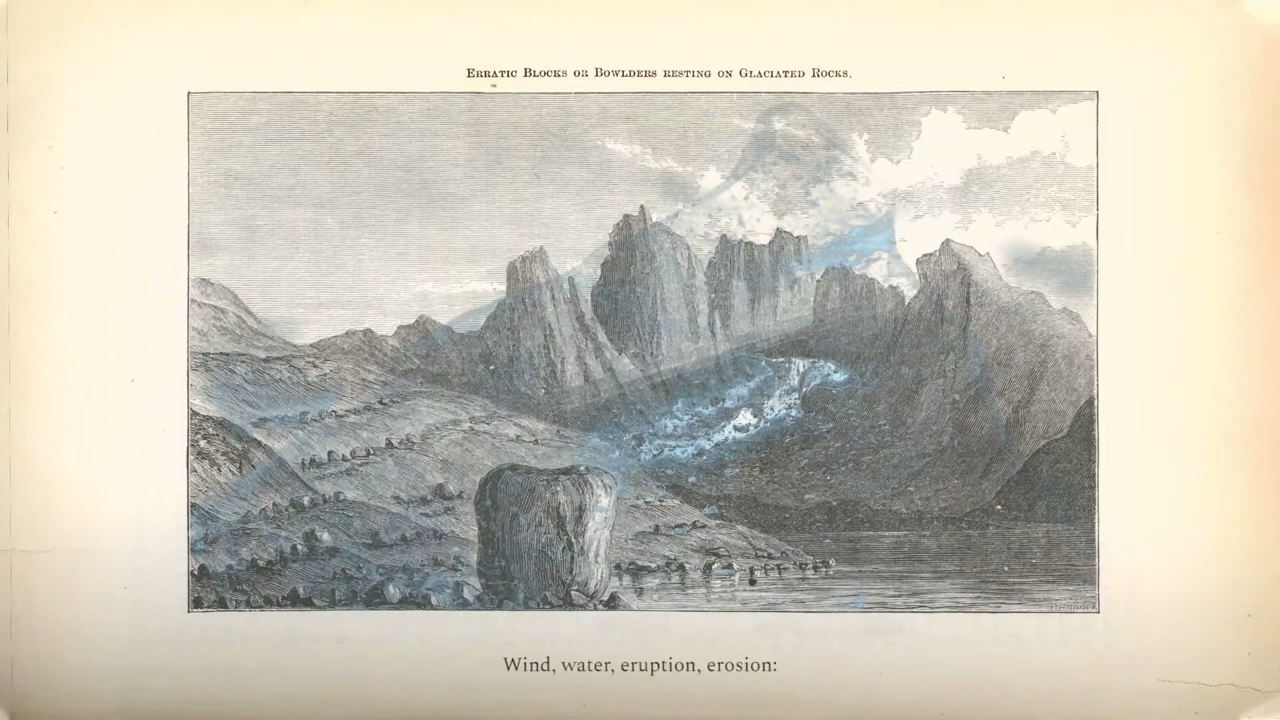 Erratic Blocks or Bowlders resting on Glaciated Rocks.
Wind, water, eruption, erosion: